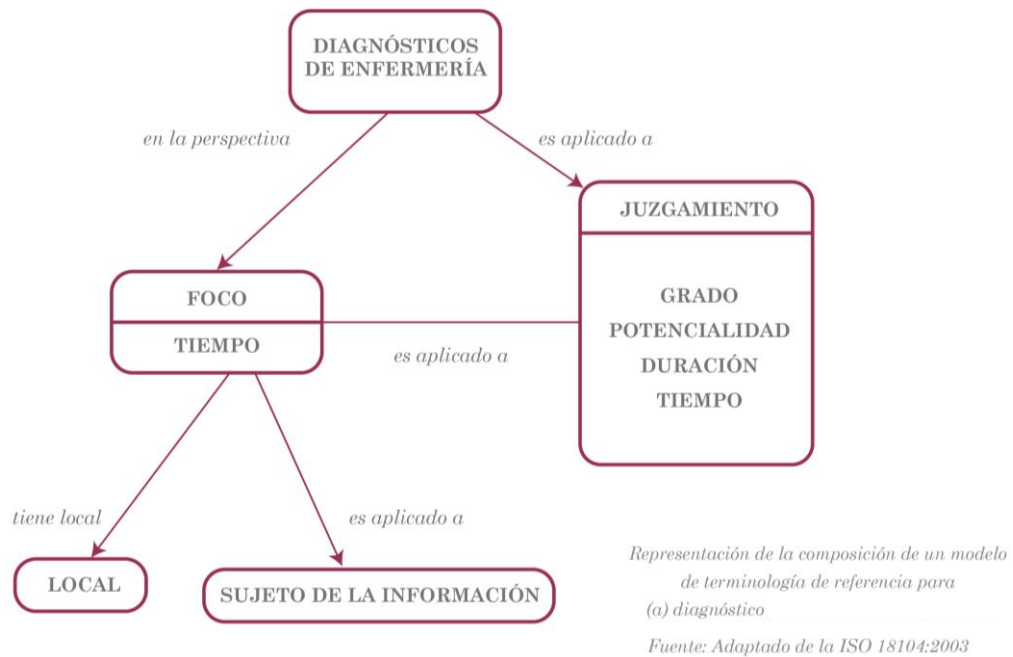 DIAGNÓSTICOS
DE ENFERMERÍA
en la perspectiva
es aplicado a
JUZGAMIENTO
GRADO
POTENCIALIDAD
DURACIÓN
TIEMPO
FOCO
TIEMPO
es aplicado a
tiene local
es aplicado a
LOCAL
SUJETO DE LA INFORMACIÓN
Representación de la composición de un modelo
de terminología de referencia para
(a) diagnóstico
Fuente: Adaptado de la ISO 18104:2003